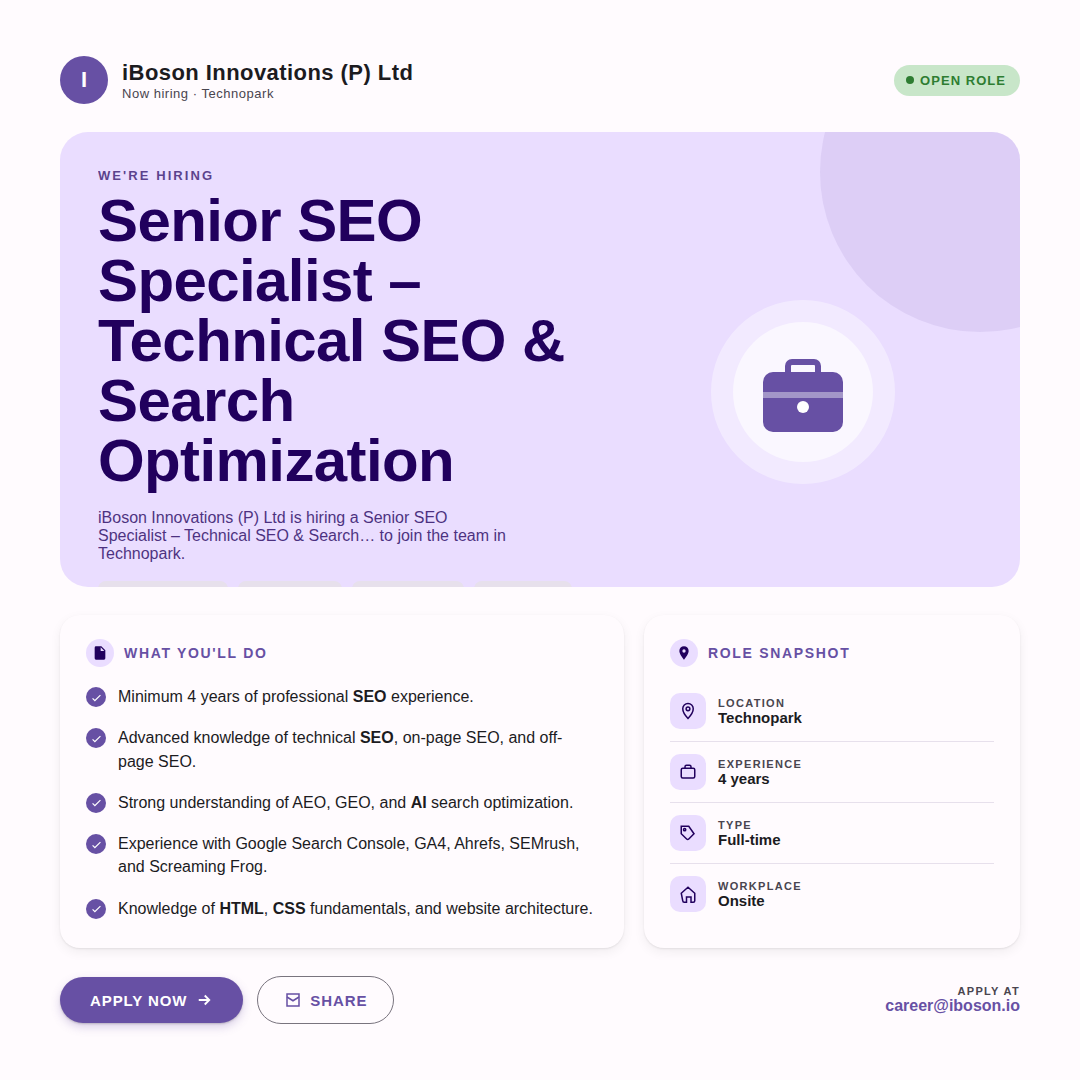 I
iBoson Innovations (P) Ltd
Now hiring · Technopark
OPEN ROLE
WE'RE HIRING
Senior SEO
Specialist –
Technical SEO &
Search
Optimization
iBoson Innovations (P) Ltd is hiring a Senior SEO
Specialist – Technical SEO & Search… to join the team in
Technopark.
WHAT YOU'LL DO
Minimum 4 years of professional SEO experience.
Advanced knowledge of technical SEO, on-page SEO, and off-
page SEO.
Strong understanding of AEO, GEO, and AI search optimization.
Experience with Google Search Console, GA4, Ahrefs, SEMrush,
and Screaming Frog.
Knowledge of HTML, CSS fundamentals, and website architecture.
ROLE SNAPSHOT
LOCATION
Technopark
EXPERIENCE
4 years
TYPE
Full-time
WORKPLACE
Onsite
APPLY NOW
SHARE
APPLY AT
career@iboson.io